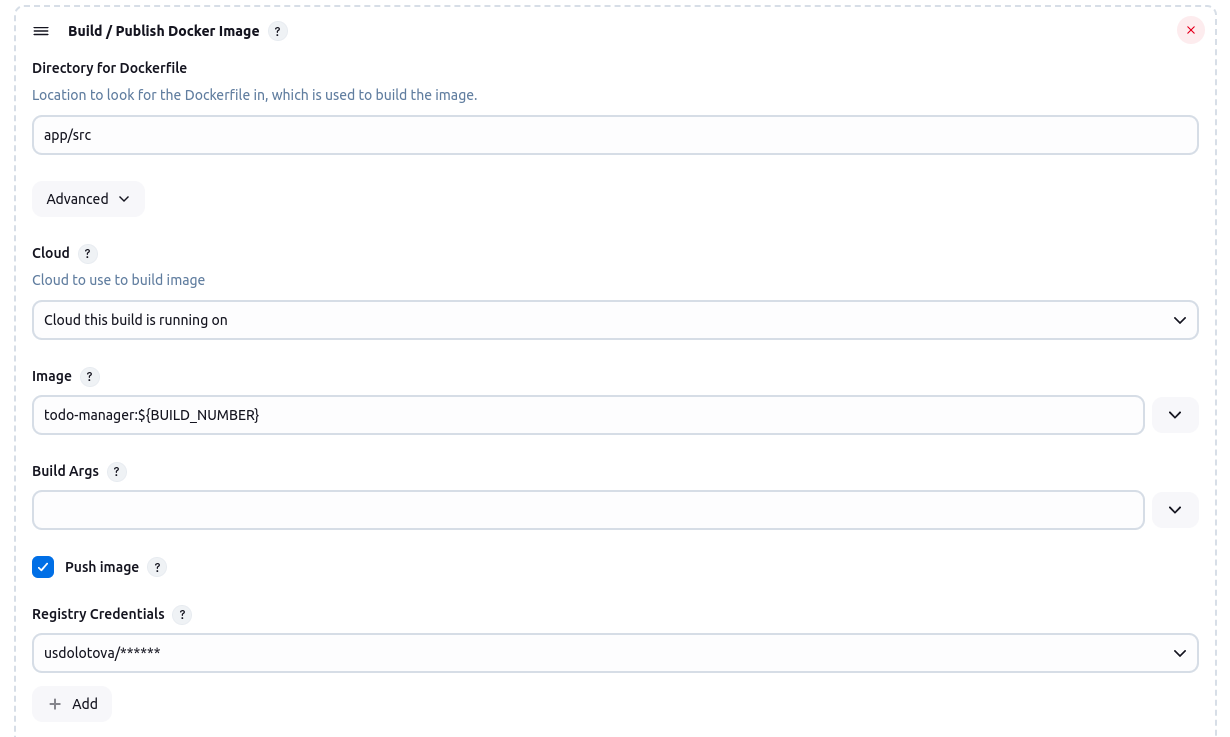 Build / Publish Docker Image ?
Directory for Dockerfile
Location to look for the Dockerfile in, which is used to build the image.
app/src
Advanced
Cloud ?
Cloud to use to build image
Cloud this build is running on
Image ?
todo-manager:${BUILD_NUMBER}
Build Args ?
Push image ?
Registry Credentials ?
usdolotova/******
+ Add